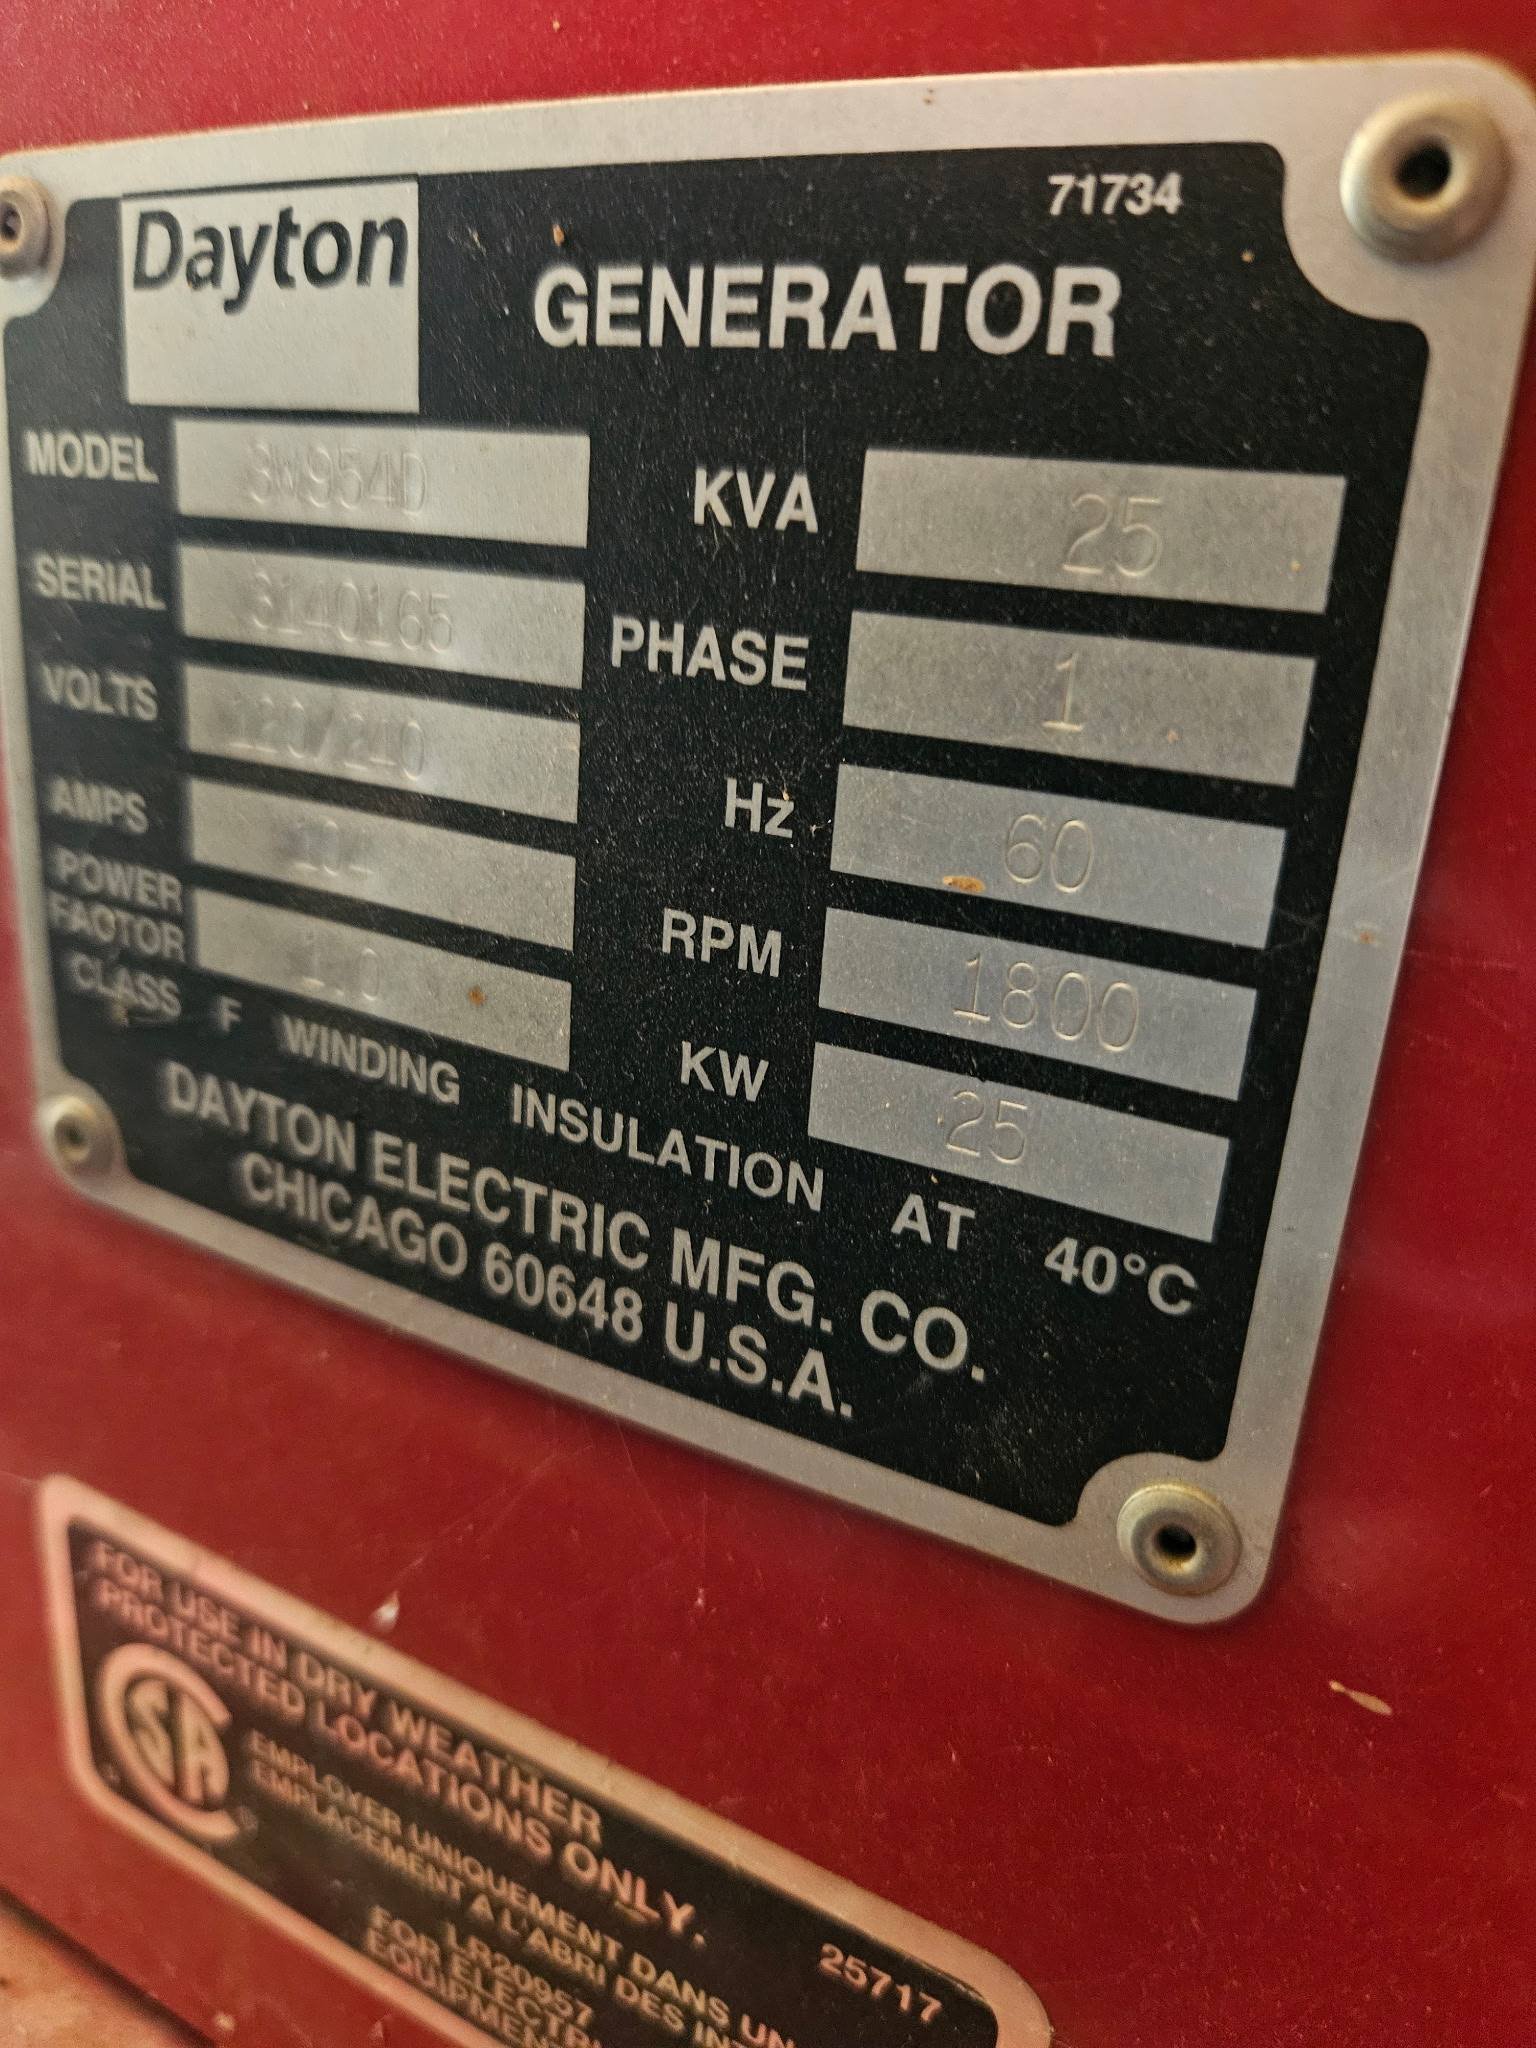 Dayton
71734
GENERATOR
MODEL 3W954D
SERIAL 3140165
VOLTS 120/240
AMPS 104
POWER
FACTOR 1.0
KVA 25
PHASE 1
Hz 60
RPM 1800
KW 25
CLASS F WINDING INSULATION AT 40°C
DAYTON ELECTRIC MFG. CO.
CHICAGO 60648 U.S.A.
FOR USE IN DRY WEATHER
PROTECTED LOCATIONS ONLY.
CSA®
EMPLOYER UNIQUEMENT DANS UN
EMPLACEMENT A L'ABRI DES
25717
LR20957
FOR